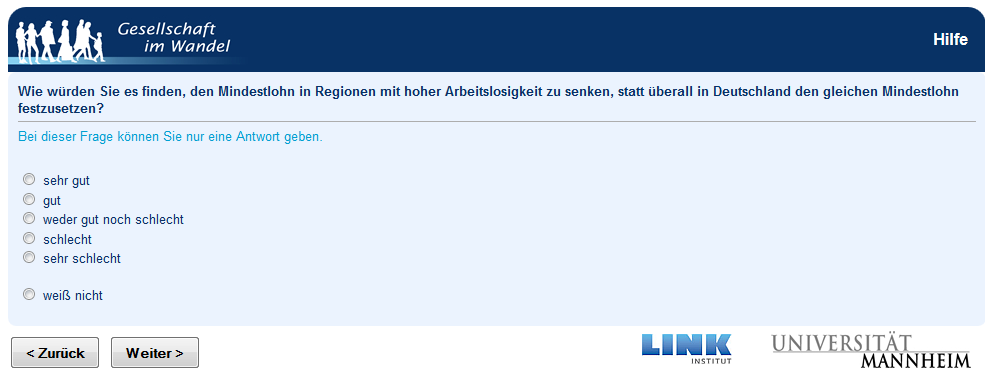 Gesellschaft
im Wandel
Hilfe
Wie würden Sie es finden, den Mindestlohn in Regionen mit hoher Arbeitslosigkeit zu senken, statt überall in Deutschland den gleichen Mindestlohn
festzusetzen?
Bei dieser Frage können Sie nur eine Antwort geben.
sehr gut
gut
weder gut noch schlecht
schlecht
sehr schlecht
weiß nicht
< Zurück
Weiter >
LINK
INSTITUT
UNIVERSITÄT
MANNHEIM